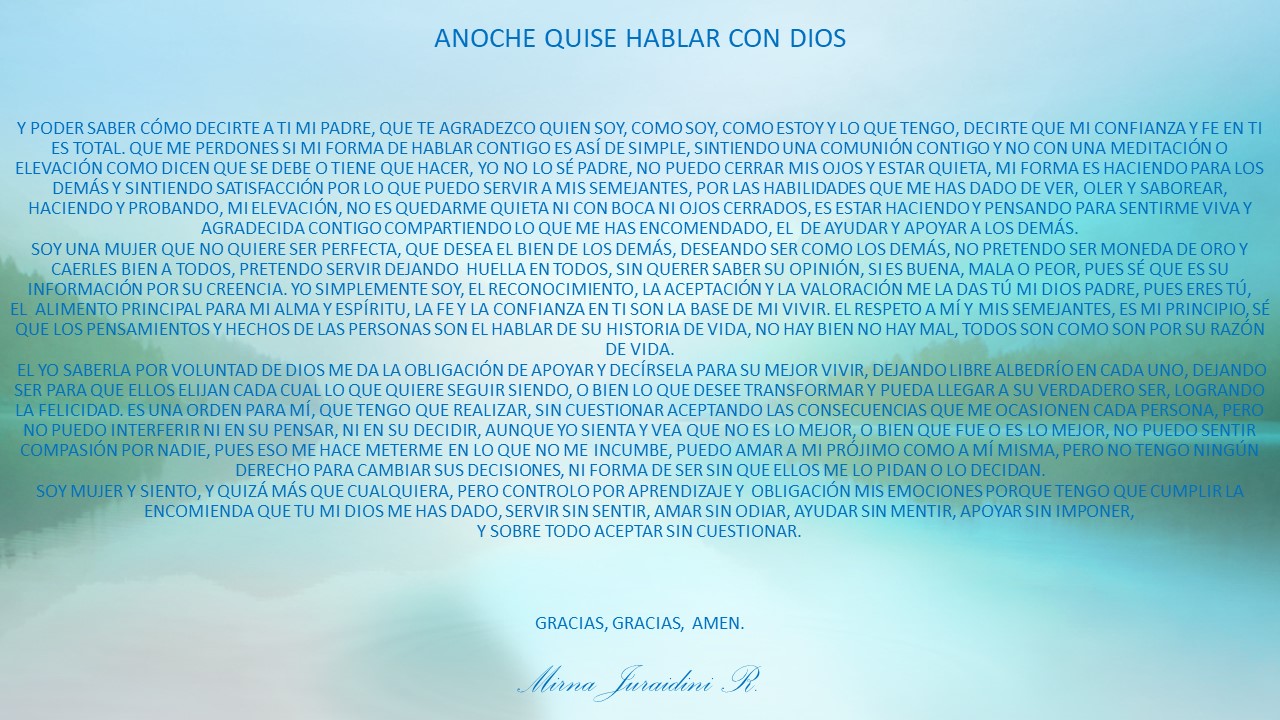 ANOCHE QUISE HABLAR CON DIOS
Y PODER SABER CÓMO DECIRTE A TI MI PADRE, QUE TE AGRADEZCO QUIEN SOY, COMO SOY, COMO ESTOY Y LO QUE TENGO, DECIRTE QUE MI CONFIANZA Y FE EN TI
ES TOTAL. QUE ME PERDONES SI MI FORMA DE HABLAR CONTIGO ES ASÍ DE SIMPLE, SINTIENDO UNA COMUNIÓN CONTIGO Y NO CON UNA MEDITACIÓN O
ELEVACIÓN COMO DICEN QUE SE DEBE O TIENE QUE HACER, YO NO LO SÉ PADRE, NO PUEDO CERRAR MIS OJOS Y ESTAR QUIETA, MI FORMA ES HACIENDO PARA LOS
DEMÁS Y SINTIENDO SATISFACCIÓN POR LO QUE PUEDO SERVIR A MIS SEMEJANTES, POR LAS HABILIDADES QUE ME HAS DADO DE VER, OLER Y SABOREAR,
HACIENDO Y PROBANDO, MI ELEVACIÓN, NO ES QUEDARME QUIETA NI CON BOCA NI OJOS CERRADOS, ES ESTAR HACIENDO Y PENSANDO PARA SENTIRME VIVA Y
AGRADECIDA CONTIGO COMPARTIENDO LO QUE ME HAS ENCOMENDADO, EL DE AYUDAR Y APOYAR A LOS DEMÁS.
SOY UNA MUJER QUE NO QUIERE SER PERFECTA, QUE DESEA EL BIEN DE LOS DEMÁS, DESEANDO SER COMO LOS DEMÁS, NO PRETENDO SER MONEDA DE ORO Y
CAERLES BIEN A TODOS, PRETENDO SERVIR DEJANDO HUELLA EN TODOS, SIN QUERER SABER SU OPINIÓN, SI ES BUENA, MALA O PEOR, PUES SÉ QUE ES SU
INFORMACIÓN POR SU CREENCIA. YO SIMPLEMENTE SOY, EL RECONOCIMIENTO, LA ACEPTACIÓN Y LA VALORACIÓN ME LA DAS TÚ MI DIOS PADRE, PUES ERES TÚ,
EL ALIMENTO PRINCIPAL PARA MI ALMA Y ESPÍRITU, LA FE Y LA CONFIANZA EN TI SON LA BASE DE MI VIVIR. EL RESPETO A MÍ Y MIS SEMEJANTES, ES MI PRINCIPIO, SÉ
QUE LOS PENSAMIENTOS Y HECHOS DE LAS PERSONAS SON EL HABLAR DE SU HISTORIA DE VIDA, NO HAY BIEN NO HAY MAL, TODOS SON COMO SON POR SU RAZÓN
DE VIDA.
EL YO SABERLA POR VOLUNTAD DE DIOS ME DA LA OBLIGACIÓN DE APOYAR Y DECÍRSELA PARA SU MEJOR VIVIR, DEJANDO LIBRE ALBEDRÍO EN CADA UNO, DEJANDO
SER PARA QUE ELLOS ELIJAN CADA CUAL LO QUE QUIERE SEGUIR SIENDO, O BIEN LO QUE DESEE TRANSFORMAR Y PUEDA LLEGAR A SU VERDADERO SER, LOGRANDO
LA FELICIDAD. ES UNA ORDEN PARA MÍ, QUE TENGO QUE REALIZAR, SIN CUESTIONAR ACEPTANDO LAS CONSECUENCIAS QUE ME OCASIONEN CADA PERSONA, PERO
NO PUEDO INTERFERIR NI EN SU PENSAR, NI EN SU DECIDIR, AUNQUE YO SIENTA Y VEA QUE NO ES LO MEJOR, O BIEN QUE FUE O ES LO MEJOR, NO PUEDO SENTIR
COMPASIÓN POR NADIE, PUES ESO ME HACE METERME EN LO QUE NO ME INCUMBE, PUEDO AMAR A MI PRÓJIMO COMO A MÍ MISMA, PERO NO TENGO NINGÚN
DERECHO PARA CAMBIAR SUS DECISIONES, NI FORMA DE SER SIN QUE ELLOS ME LO PIDAN O LO DECIDAN.
SOY MUJER Y SIENTO, Y QUIZÁ MÁS QUE CUALQUIERA, PERO CONTROLO POR APRENDIZAJE Y OBLIGACIÓN MIS EMOCIONES PORQUE TENGO QUE CUMPLIR LA
ENCOMIENDA QUE TU MI DIOS ME HAS DADO, SERVIR SIN SENTIR, AMAR SIN ODIAR, AYUDAR SIN MENTIR, APOYAR SIN IMPONER,
Y SOBRE TODO ACEPTAR SIN CUESTIONAR.
GRACIAS, GRACIAS, AMEN.
Mirna Juraidini R.